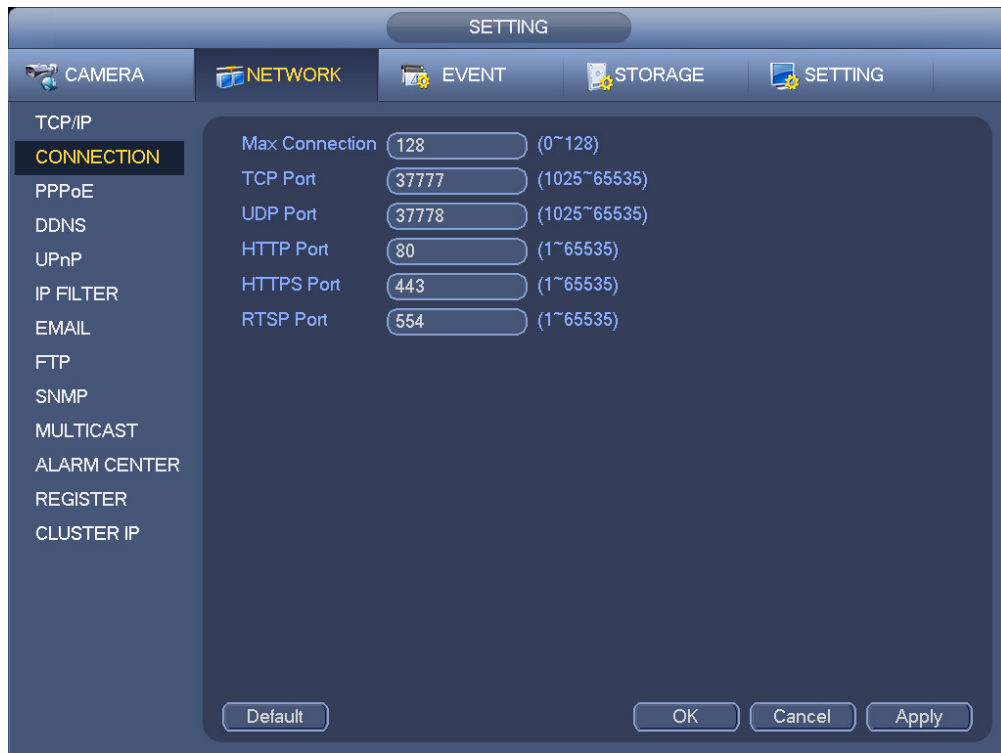 SETTING
CAMERA NETWORK EVENT STORAGE SETTING
TCP/IP
CONNECTION
PPPoE
DDNS
UPnP
IP FILTER
EMAIL
FTP
SNMP
MULTICAST
ALARM CENTER
REGISTER
CLUSTER IP
Max Connection 128 (0~128)
TCP Port 37777 (1025~65535)
UDP Port 37778 (1025~65535)
HTTP Port 80 (1~65535)
HTTPS Port 443 (1~65535)
RTSP Port 554 (1~65535)
Default OK Cancel Apply